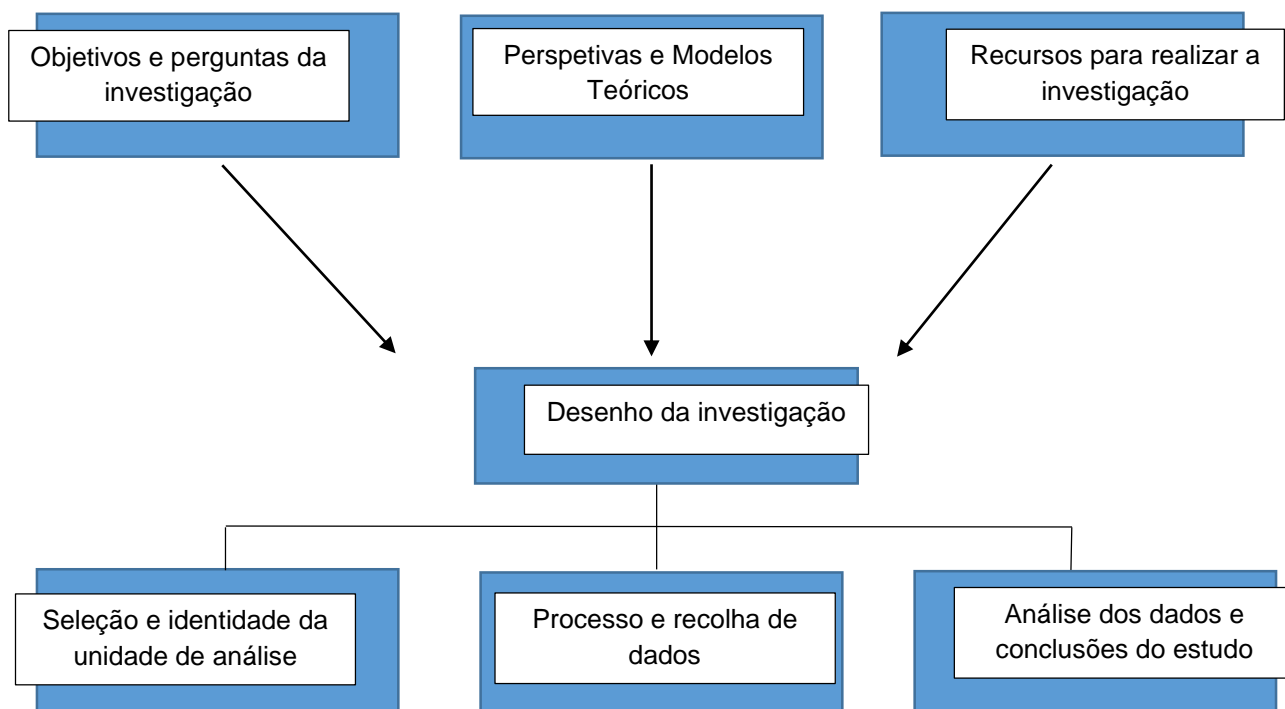 Objetivos e perguntas da
investigação
Perspetivas e Modelos
Teóricos
Recursos para realizar a
investigação
Desenho da investigação
Seleção e identidade da
unidade de análise
Processo e recolha de
dados
Análise dos dados e
conclusões do estudo